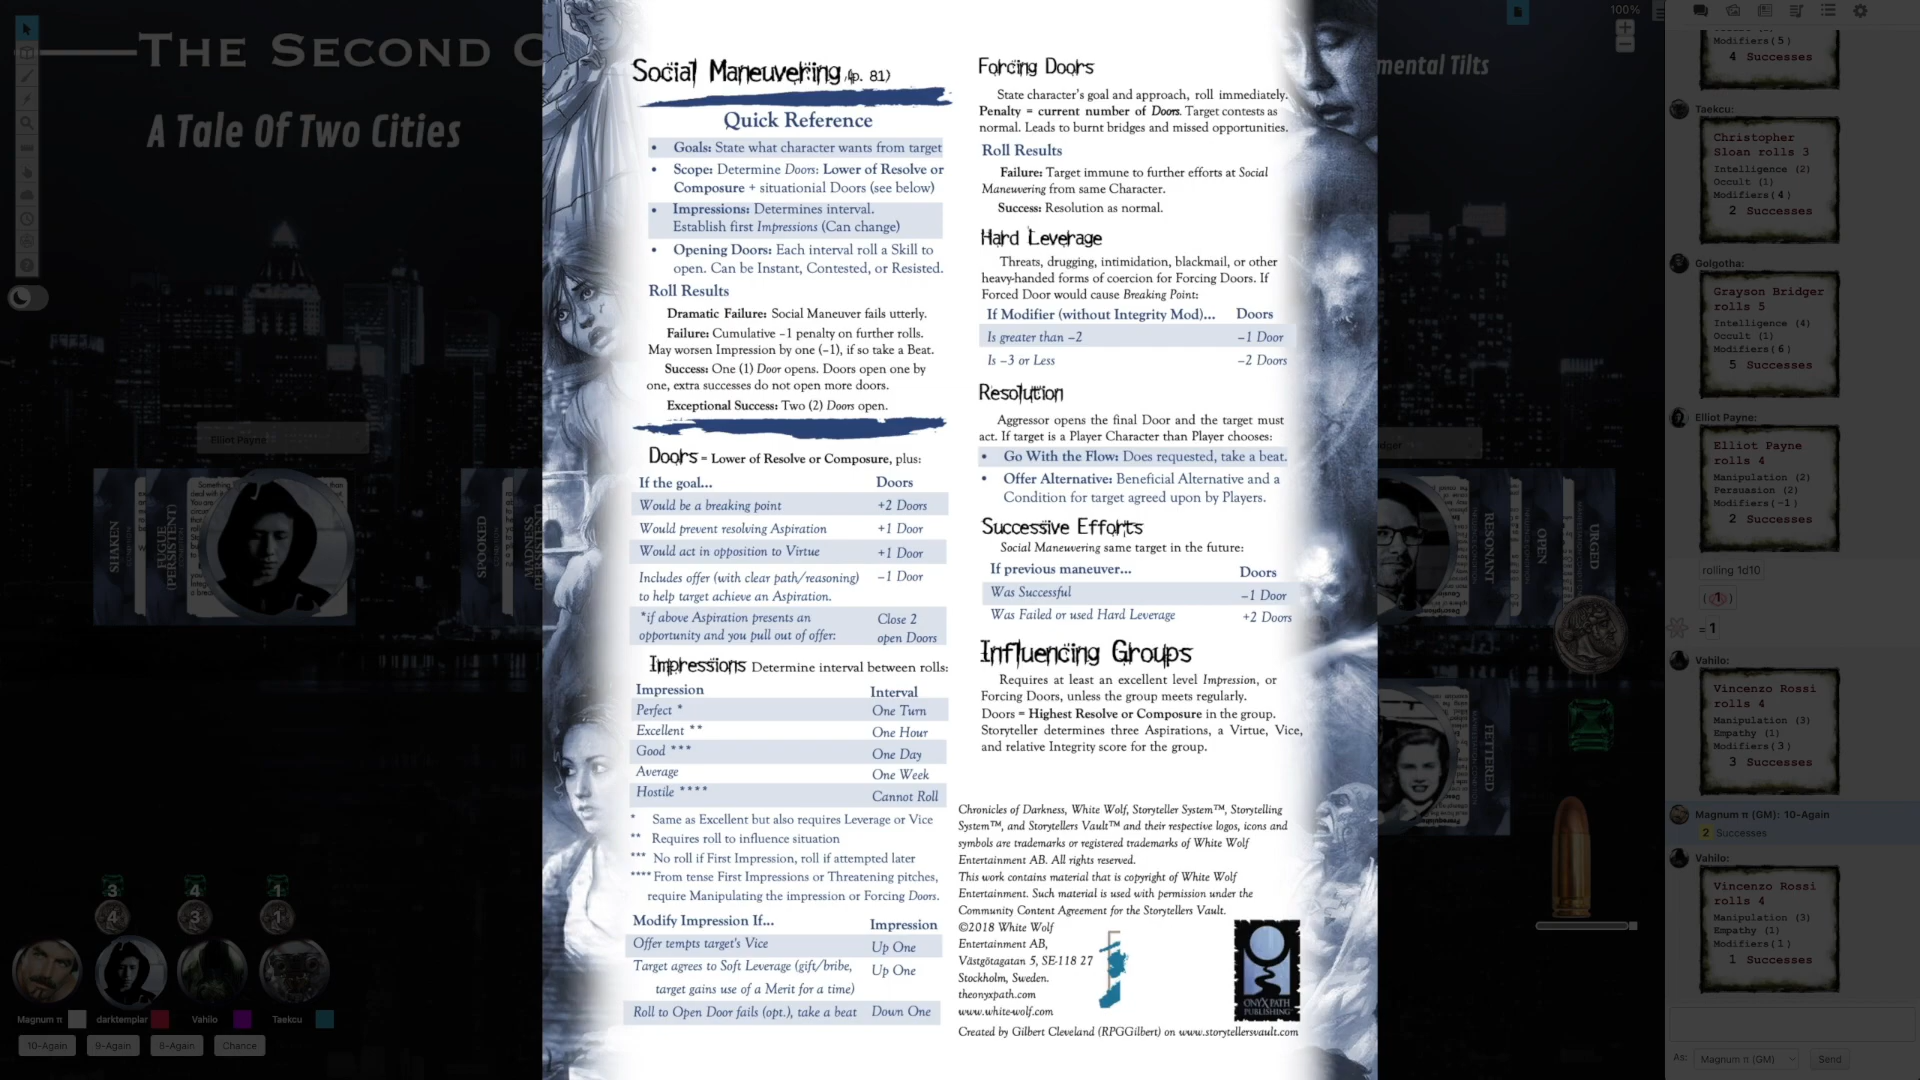 THE SECOND C
A Tale Of Two Cities
mental Tilts
100%
Elliot Payne
SHAKEN
FUGUE
(PERSISTENT)
SPOOKED
MADNESS
(PERSISTENT)
RESONANT
OPEN
URGED
FETTERED
Social Maneuvering (p. 81)
Quick Reference
• Goals: State what character wants from target
• Scope: Determine Doors: Lower of Resolve or
Composure + situationial Doors (see below)
• Impressions: Determines interval.
Establish first Impressions (Can change)
• Opening Doors: Each interval roll a Skill to
open. Can be Instant, Contested, or Resisted.
Roll Results
Dramatic Failure: Social Maneuver fails utterly.
Failure: Cumulative -1 penalty on further rolls.
May worsen Impression by one (-1), if so take a Beat.
Success: One (1) Door opens. Doors open one by
one, extra successes do not open more doors.
Exceptional Success: Two (2) Doors open.
Doors = Lower of Resolve or Composure, plus:
If the goal... Doors
Would be a breaking point +2 Doors
Would prevent resolving Aspiration +1 Door
Would act in opposition to Virtue +1 Door
Includes offer (with clear path/reasoning) -1 Door
to help target achieve an Aspiration.
*if above Aspiration presents an Close 2
opportunity and you pull out of offer: open Doors
Impressions Determine interval between rolls:
Impression Interval
Perfect * One Turn
Excellent ** One Hour
Good *** One Day
Average One Week
Hostile **** Cannot Roll
* Same as Excellent but also requires Leverage or Vice
** Requires roll to influence situation
*** No roll if First Impression, roll if attempted later
**** From tense First Impressions or Threatening pitches,
require Manipulating the impression or Forcing Doors.
Modify Impression If... Impression
Offer tempts target's Vice Up One
Target agrees to Soft Leverage (gift/bribe, Up One
target gains use of a Merit for a time)
Roll to Open Door fails (opt.), take a beat Down One
Forcing Doors
State character's goal and approach, roll immediately.
Penalty = current number of Doors. Target contests as
normal. Leads to burnt bridges and missed opportunities.
Roll Results
Failure: Target immune to further efforts at Social
Maneuvering from same Character.
Success: Resolution as normal.
Hard Leverage
Threats, drugging, intimidation, blackmail, or other
heavy-handed forms of coercion for Forcing Doors. If
Forced Door would cause Breaking Point:
If Modifier (without Integrity Mod)... Doors
Is greater than -2 -1 Door
Is -3 or Less -2 Doors
Resolution
Aggressor opens the final Door and the target must
act. If target is a Player Character than Player chooses:
• Go With the Flow: Does requested, take a beat.
• Offer Alternative: Beneficial Alternative and a
Condition for target agreed upon by Players.
Successive Efforts
Social Maneuvering same target in the future:
If previous maneuver... Doors
Was Successful -1 Door
Was Failed or used Hard Leverage +2 Doors
Influencing Groups
Requires at least an excellent level Impression, or
Forcing Doors, unless the group meets regularly.
Doors = Highest Resolve or Composure in the group.
Storyteller determines three Aspirations, a Virtue, Vice,
and relative Integrity score for the group.
Chronicles of Darkness, White Wolf, Storyteller System™, Storytelling
System™, and Storytellers Vault™ and their respective logos, icons and
symbols are trademarks or registered trademarks of White Wolf
Entertainment AB. All rights reserved.
This work contains material that is copyright of White Wolf
Entertainment. Such material is used with permission under the
Community Content Agreement for the Storytellers Vault.
©2018 White Wolf
Entertainment AB,
Västgötagatan 5, SE-118 27
Stockholm, Sweden.
theonyxpath.com
www.white-wolf.com
ONYX PATH
PUBLISHING
Created by Gilbert Cleveland (RPGGilbert) on www.storytellersvault.com
Modifiers(5)
4 Successes
Taekcu:
Christopher
Sloan rolls 3
Intelligence (2)
Occult (1)
Modifiers(4)
2 Successes
Golgotha:
Grayson Bridger
rolls 5
Intelligence (4)
Occult (1)
Modifiers(6)
5 Successes
Elliot Payne:
Elliot Payne
rolls 4
Manipulation (2)
Persuasion (2)
Modifiers(-1)
2 Successes
rolling 1d10
(1)
=1
Vahilo:
Vincenzo Rossi
rolls 4
Manipulation (3)
Empathy (1)
Modifiers(3)
3 Successes
Magnum π (GM): 10-Again
2 Successes
Vahilo:
Vincenzo Rossi
rolls 4
Manipulation (3)
Empathy (1)
Modifiers(1)
1 Successes
As: Magnum π (GM) Send
3 4 1
4 3 1
Magnum π darktemplar Vahilo Taekcu
10-Again 9-Again 8-Again Chance